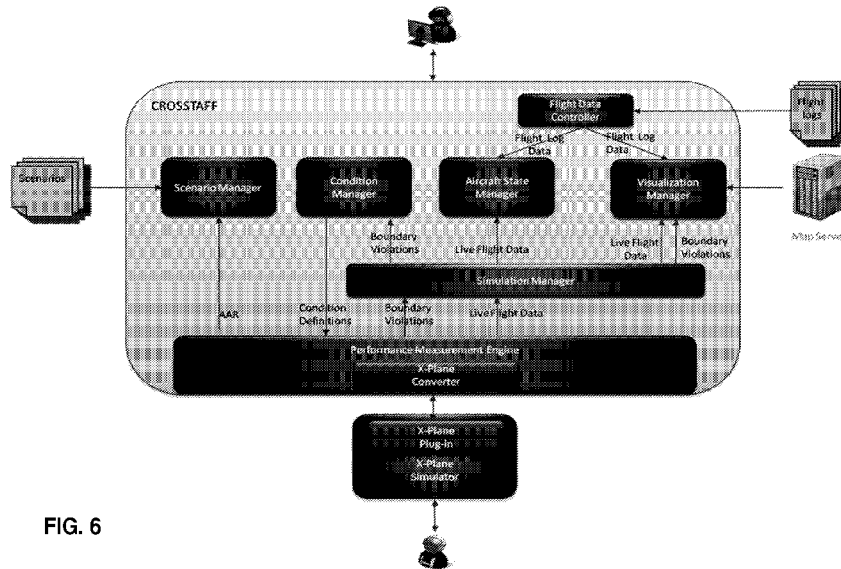 CROSSTAFF
Flight Data
Controller
Flight
Logs
Flight Log
Data
Flight Log
Data
Scenarios
Scenario Manager
Condition
Manager
Aircraft State
Manager
Visualization
Manager
Map Server
Boundary
Violations
Live Flight Data
Live Flight
Data
Boundary
Violations
Simulation Manager
AAR
Condition
Definitions
Boundary
Violations
Live Flight Data
Performance Measurement Engine
X-Plane
Converter
X-Plane
Plug-in
X-Plane
Simulator
FIG. 6